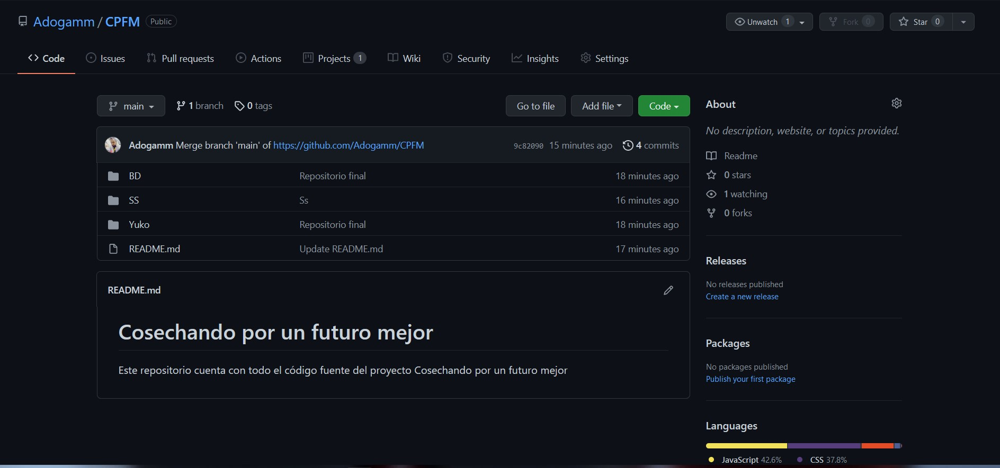 Adogamm / CPFM Public
Unwatch 1 Fork 0 Star 0
Code Issues Pull requests Actions Projects 1 Wiki Security Insights Settings
main 1 branch 0 tags Go to file Add file Code
Adogamm Merge branch 'main' of https://github.com/Adogamm/CPFM 9c82090 15 minutes ago 4 commits
BD Repositorio final 18 minutes ago
SS Ss 16 minutes ago
Yuko Repositorio final 18 minutes ago
README.md Update README.md 17 minutes ago
README.md
Cosechando por un futuro mejor
Este repositorio cuenta con todo el código fuente del proyecto Cosechando por un futuro mejor
About
No description, website, or topics provided.
Readme
0 stars
1 watching
0 forks
Releases
No releases published
Create a new release
Packages
No packages published
Publish your first package
Languages
JavaScript 42.6% CSS 37.8%